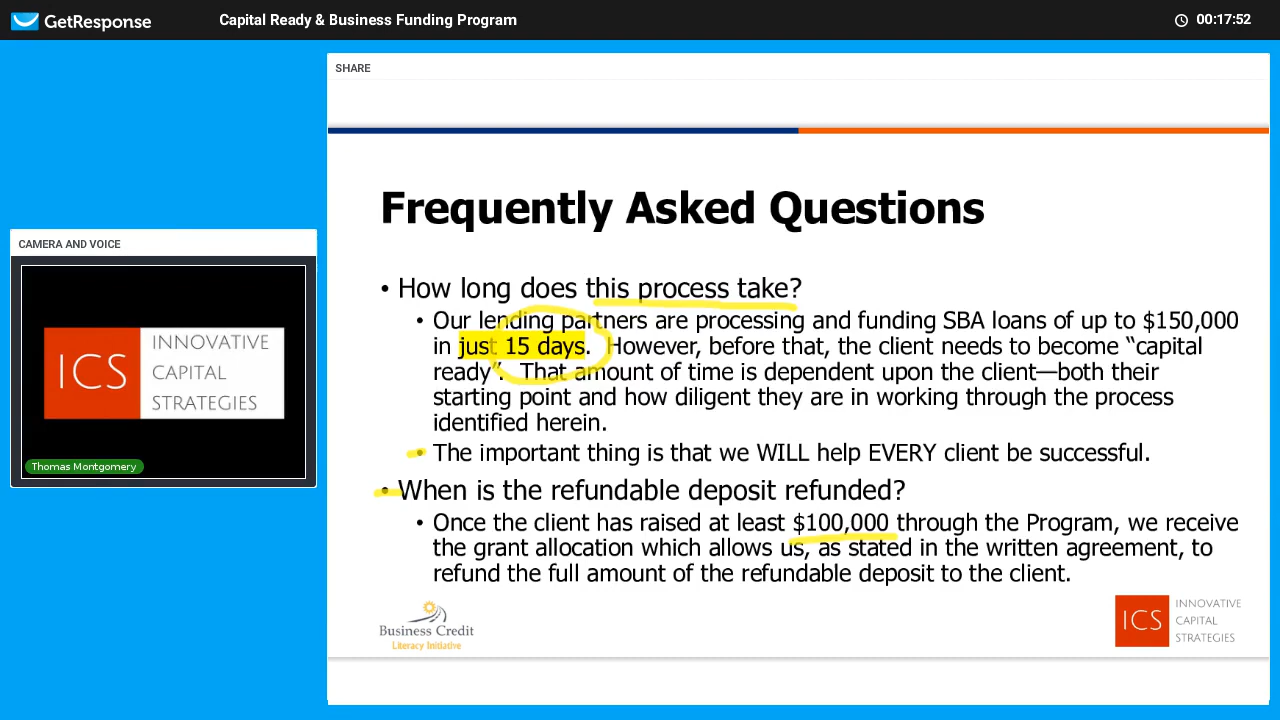 GetResponse
Capital Ready & Business Funding Program
00:17:52
SHARE
CAMERA AND VOICE
ICS
INNOVATIVE
CAPITAL
STRATEGIES
Thomas Montgomery
Frequently Asked Questions
• How long does this process take?
• Our lending partners are processing and funding SBA loans of up to $150,000
in just 15 days. However, before that, the client needs to become “capital
ready”. That amount of time is dependent upon the client—both their
starting point and how diligent they are in working through the process
identified herein.
• The important thing is that we WILL help EVERY client be successful.
• When is the refundable deposit refunded?
• Once the client has raised at least $100,000 through the Program, we receive
the grant allocation which allows us, as stated in the written agreement, to
refund the full amount of the refundable deposit to the client.
Business Credit
Literacy Initiative
ICS
INNOVATIVE
CAPITAL
STRATEGIES